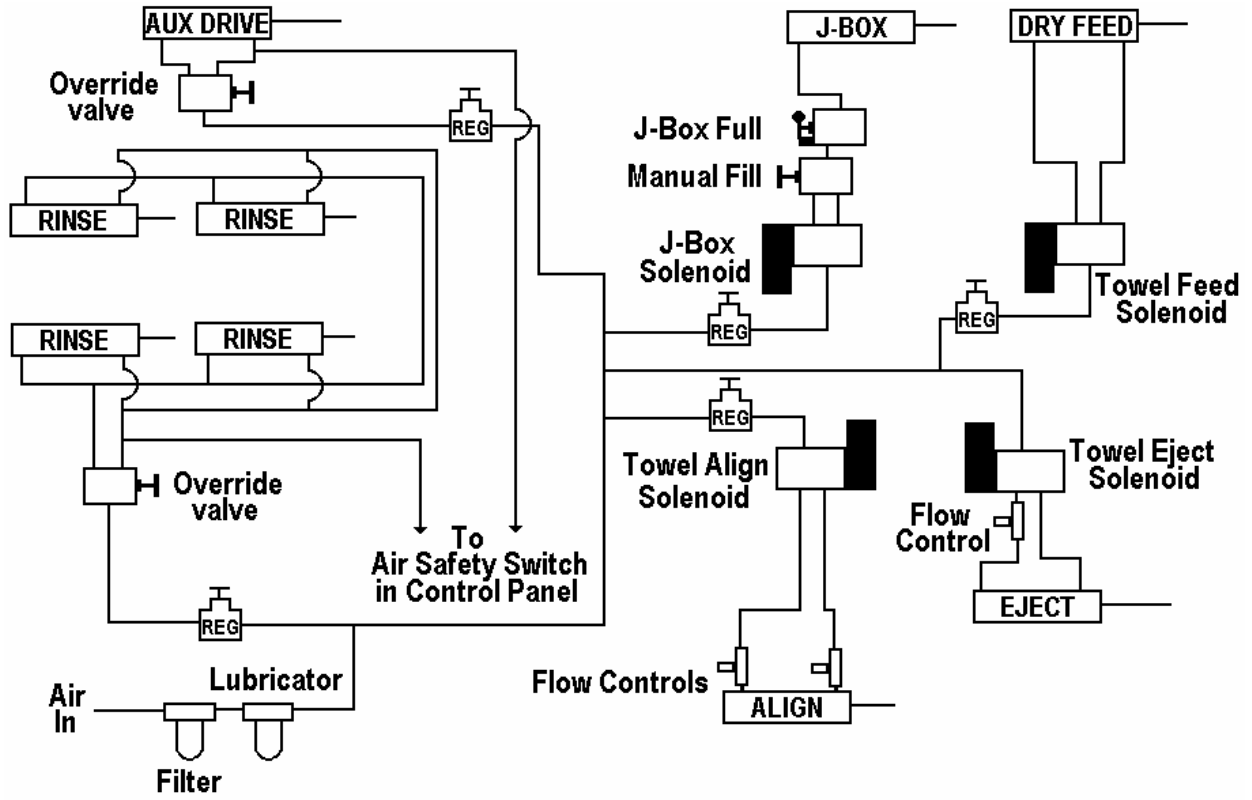 AUX DRIVE
J-BOX
DRY FEED
Override
valve
REG
J-Box Full
Manual Fill
RINSE
RINSE
J-Box
Solenoid
Towel Feed
Solenoid
REG
REG
RINSE
RINSE
REG
Towel Align
Solenoid
Towel Eject
Solenoid
Override
valve
Flow
Control
To
Air Safety Switch
in Control Panel
EJECT
REG
Lubricator
Flow Controls
Air
In
ALIGN
Filter